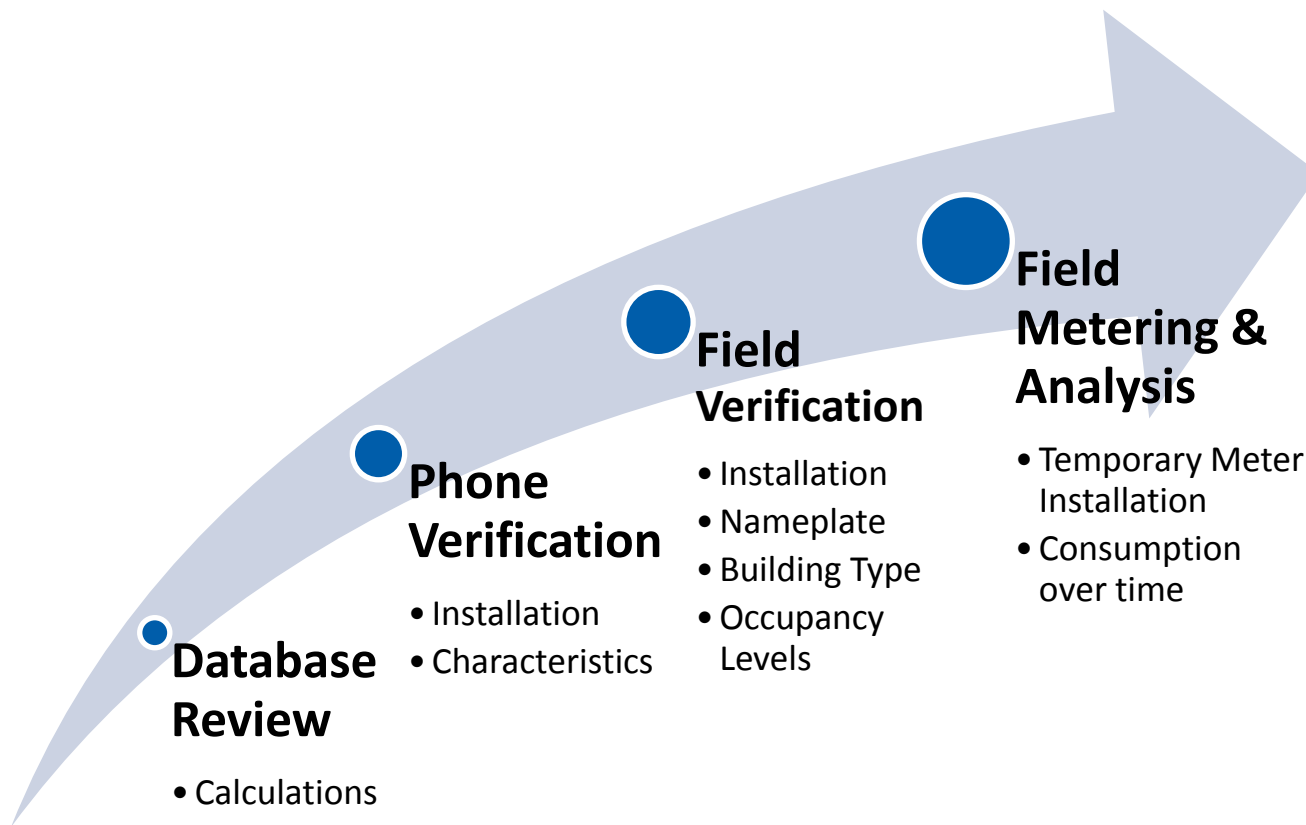 Database
Review
• Calculations
Phone
Verification
• Installation
• Characteristics
Field
Verification
• Installation
• Nameplate
• Building Type
• Occupancy
Levels
Field
Metering &
Analysis
• Temporary Meter
Installation
• Consumption
over time